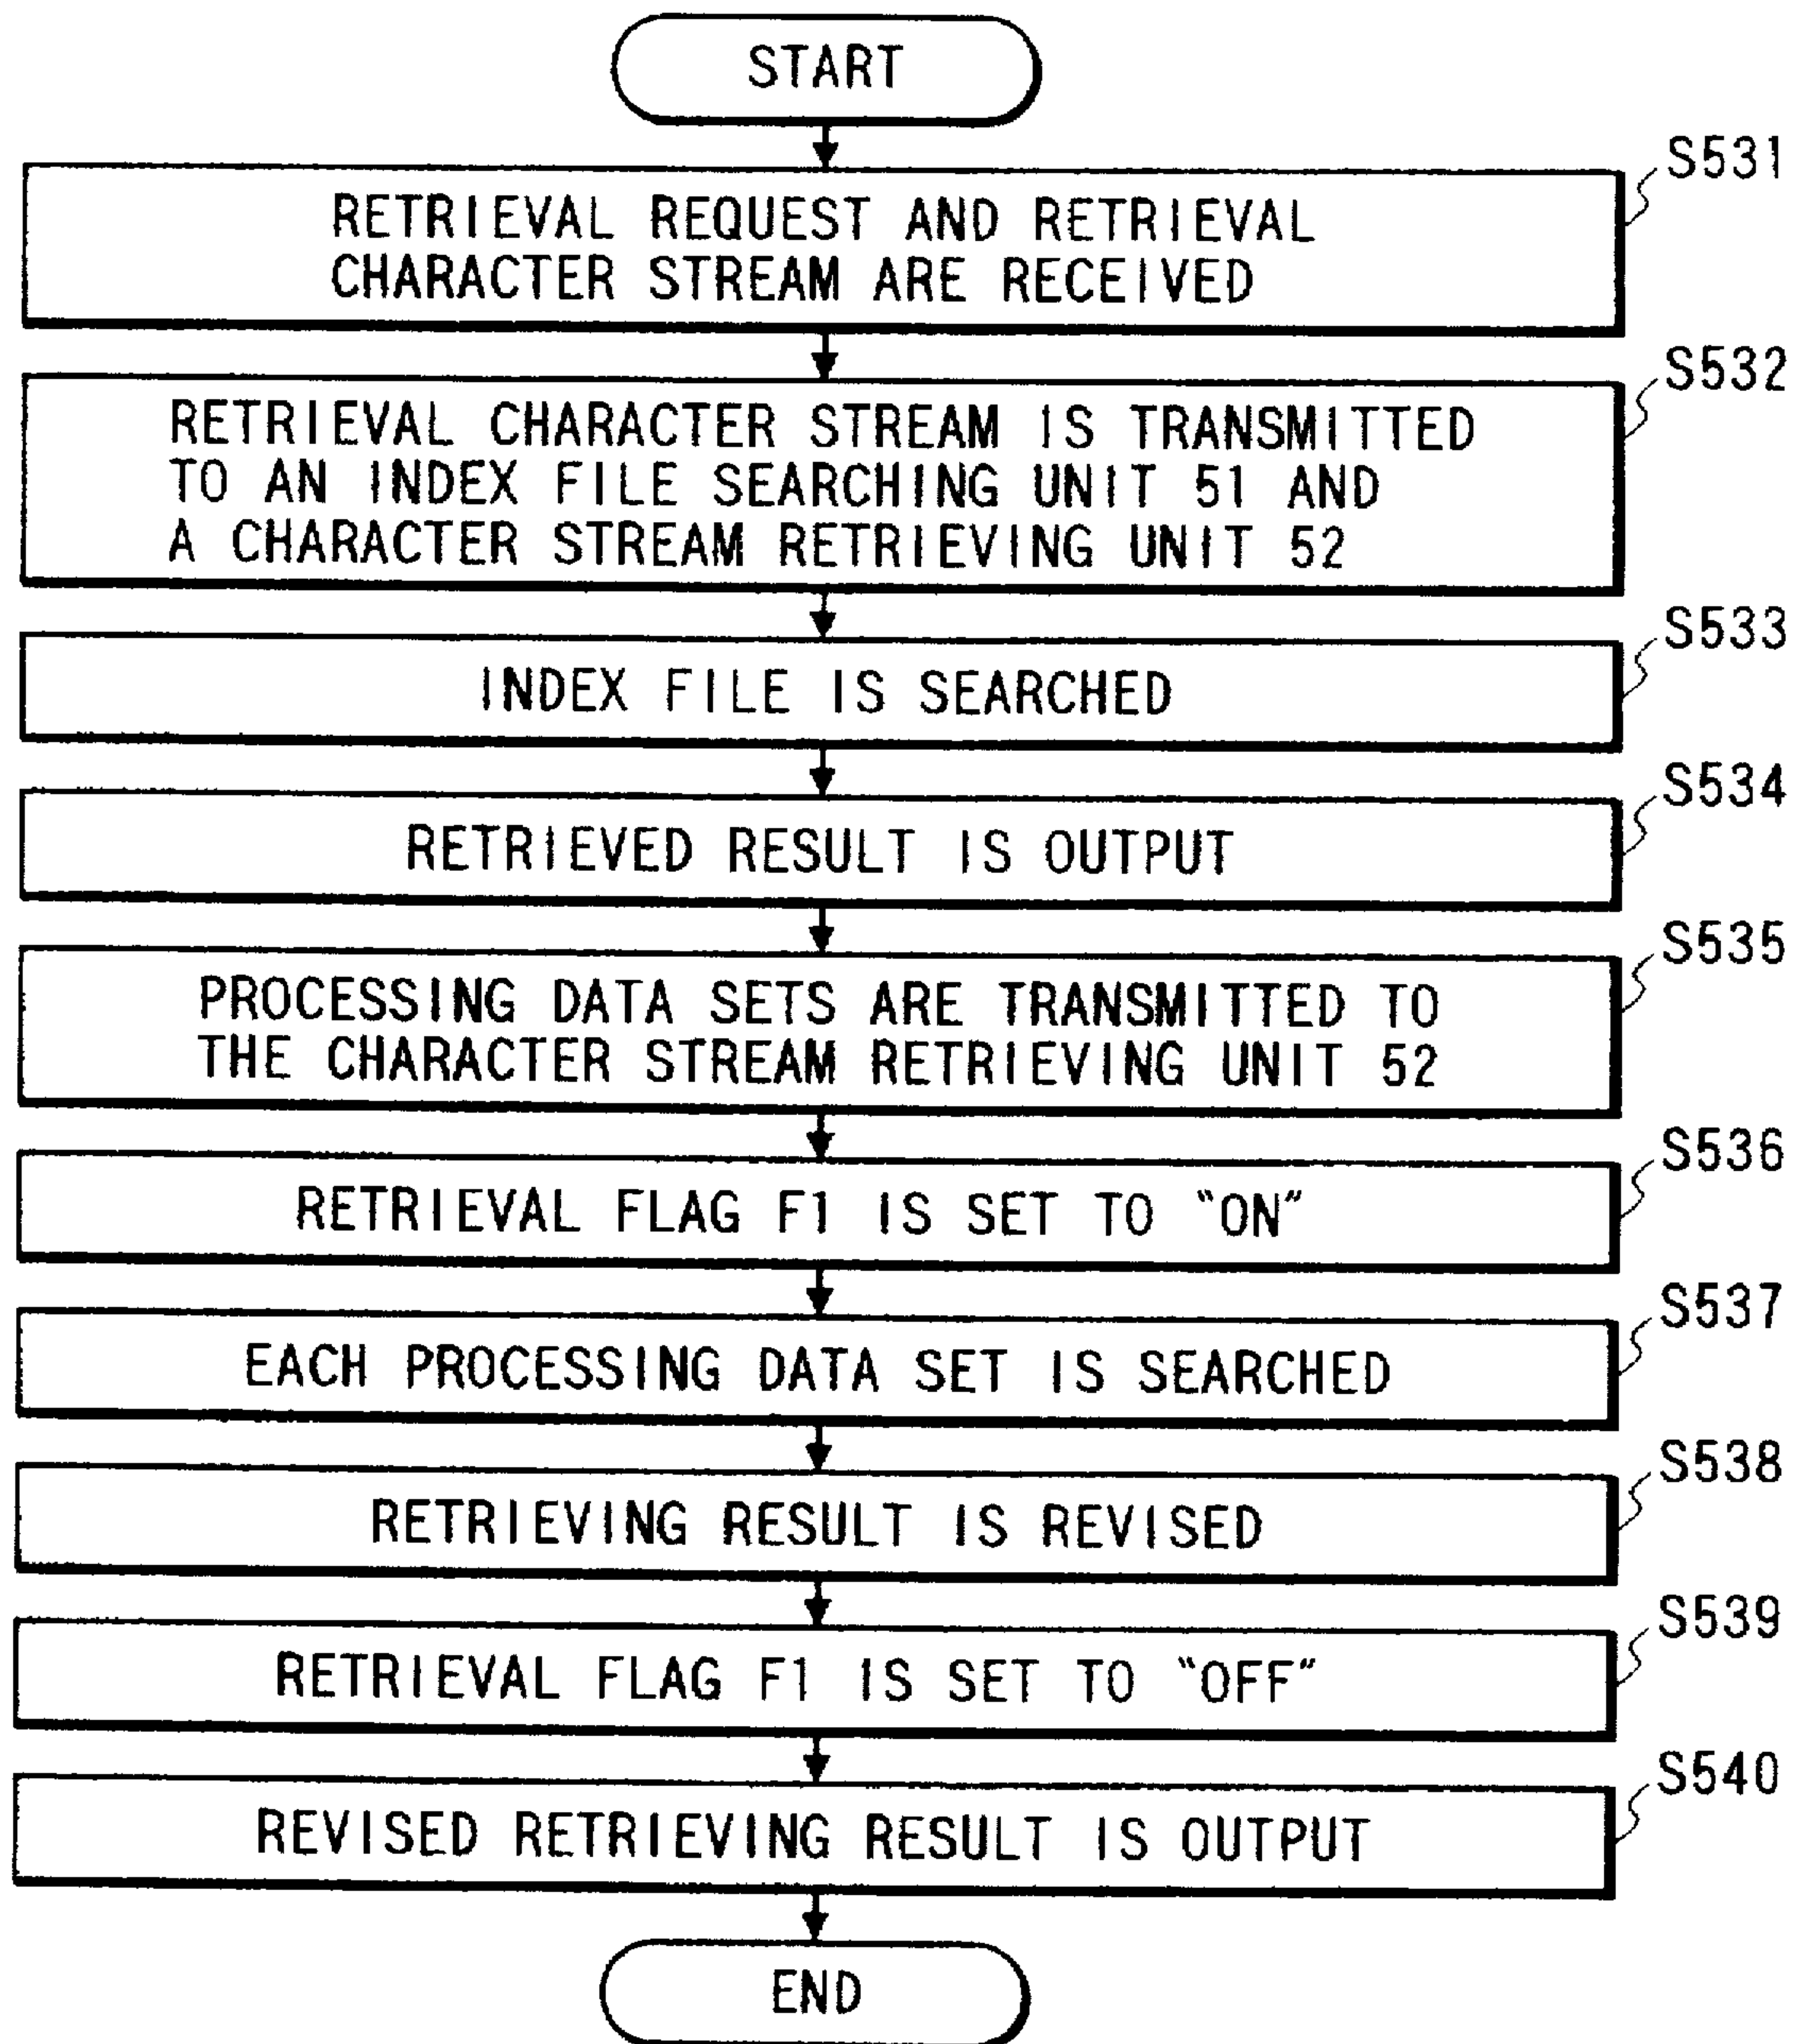 START
S531
RETRIEVAL REQUEST AND RETRIEVAL
CHARACTER STREAM ARE RECEIVED
S532
RETRIEVAL CHARACTER STREAM IS TRANSMITTED
TO AN INDEX FILE SEARCHING UNIT 51 AND
A CHARACTER STREAM RETRIEVING UNIT 52
S533
INDEX FILE IS SEARCHED
S534
RETRIEVED RESULT IS OUTPUT
S535
PROCESSING DATA SETS ARE TRANSMITTED TO
THE CHARACTER STREAM RETRIEVING UNIT 52
S536
RETRIEVAL FLAG F1 IS SET TO "ON"
S537
EACH PROCESSING DATA SET IS SEARCHED
S538
RETRIEVING RESULT IS REVISED
S539
RETRIEVAL FLAG F1 IS SET TO "OFF"
S540
REVISED RETRIEVING RESULT IS OUTPUT
END